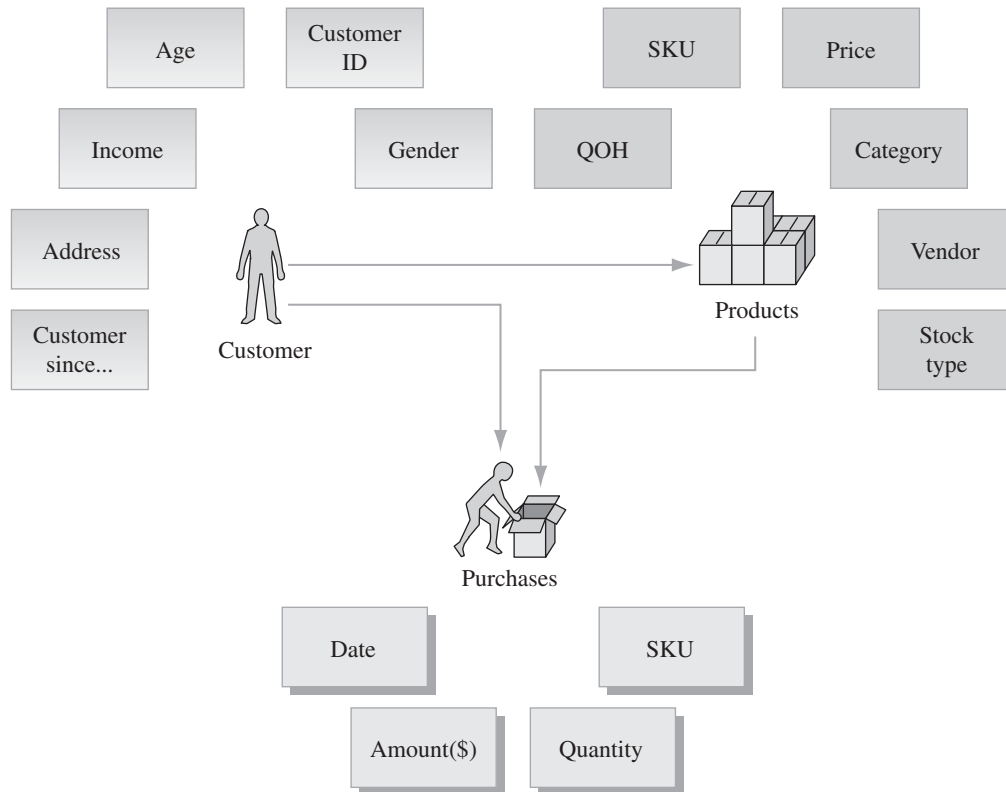 Age
Customer
ID
SKU
Price
Income
Gender
QOH
Category
Address
Vendor
Products
Customer
since...
Customer
Stock
type
Purchases
Date
SKU
Amount($)
Quantity